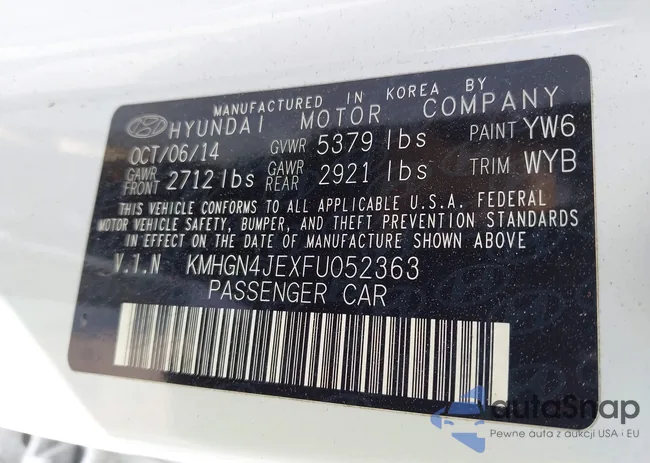 MANUFACTURED IN KOREA BY
HYUNDAI MOTOR COMPANY
OCT/06/14 GVWR 5379 lbs PAINT YW6
GAWR FRONT 2712 lbs GAWR REAR 2921 lbs TRIM WYB
THIS VEHICLE CONFORMS TO ALL APPLICABLE U.S.A. FEDERAL
MOTOR VEHICLE SAFETY, BUMPER, AND THEFT PREVENTION STANDARDS
IN EFFECT ON THE DATE OF MANUFACTURE SHOWN ABOVE
V.I.N KMHGN4JEXFU052363
PASSENGER CAR
autoSnap
Pewne auta z aukcji USA i EU